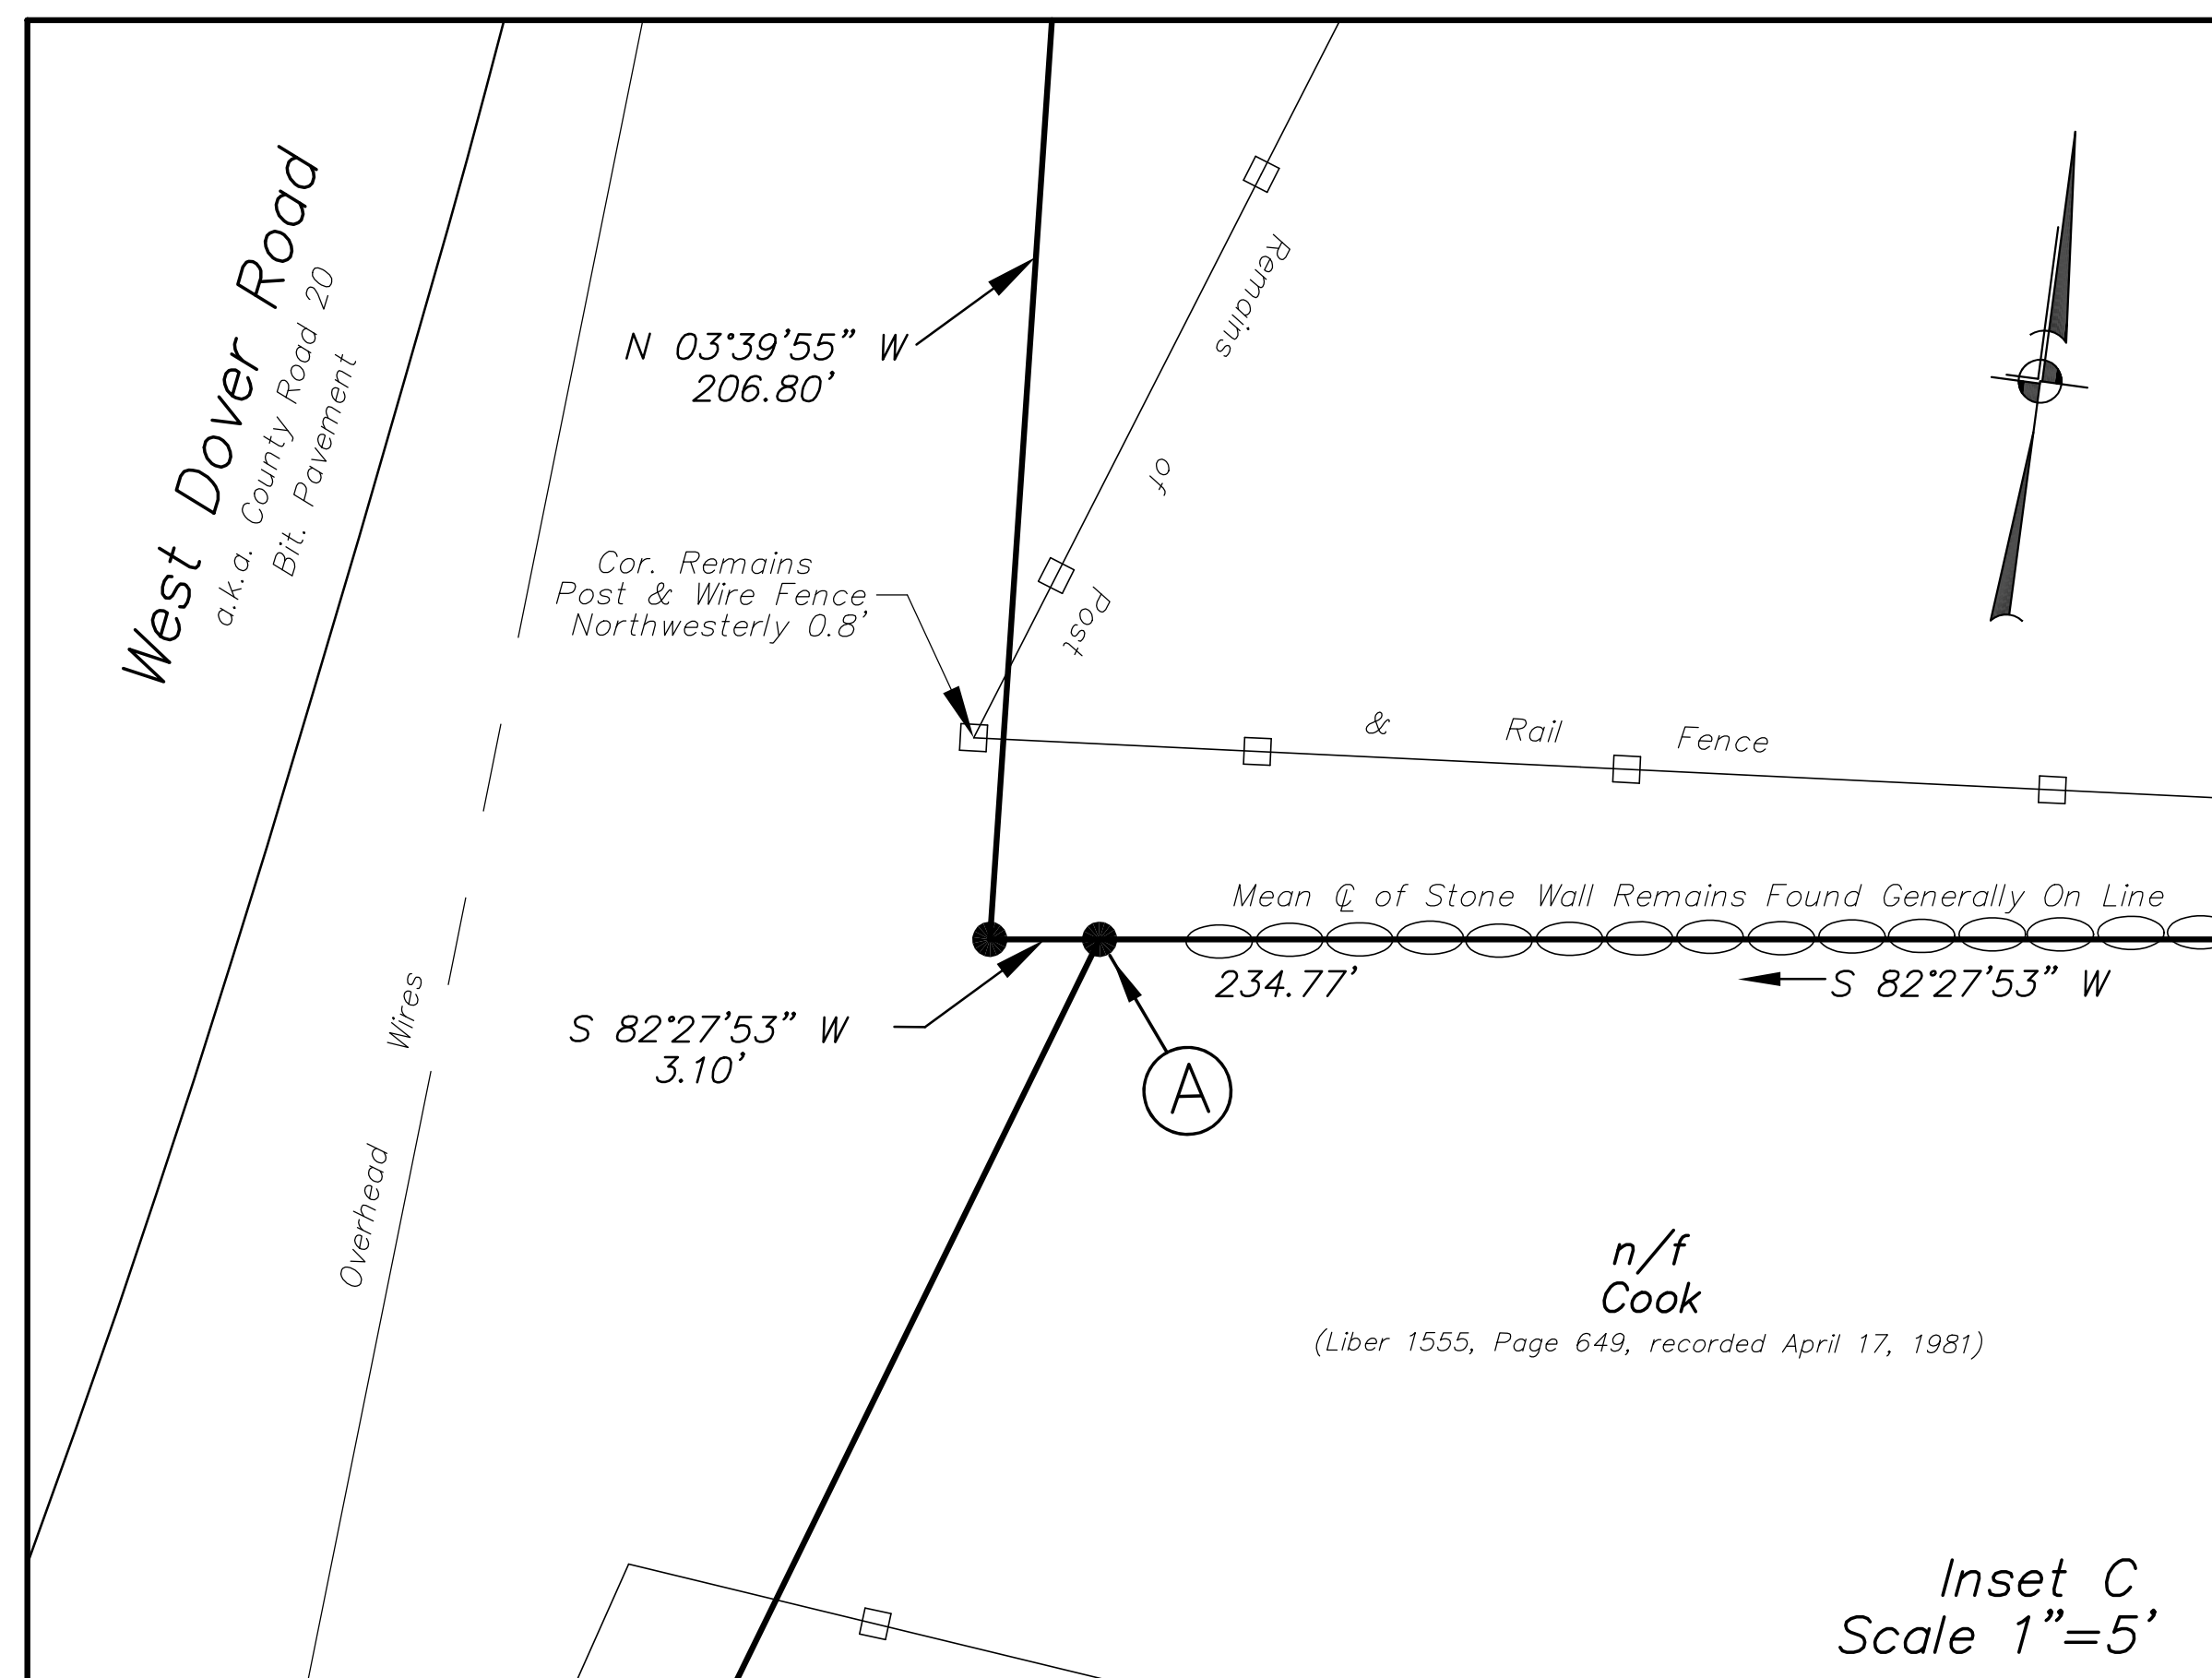 West Dover Road
a.k.a. County Road 20
Bit. Pavement
N 03°39'55" W
206.80'
Remains
of
Post
Cor. Remains
Post & Wire Fence
Northwesterly 0.8'
& Rail Fence
Mean ℄ of Stone Wall Remains Found Generally On Line
234.77'
S 82°27'53" W
S 82°27'53" W
3.10'
A
Overhead Wires
n/f
Cook
(Liber 1555, Page 649, recorded April 17, 1981)
Inset C
Scale 1"=5'